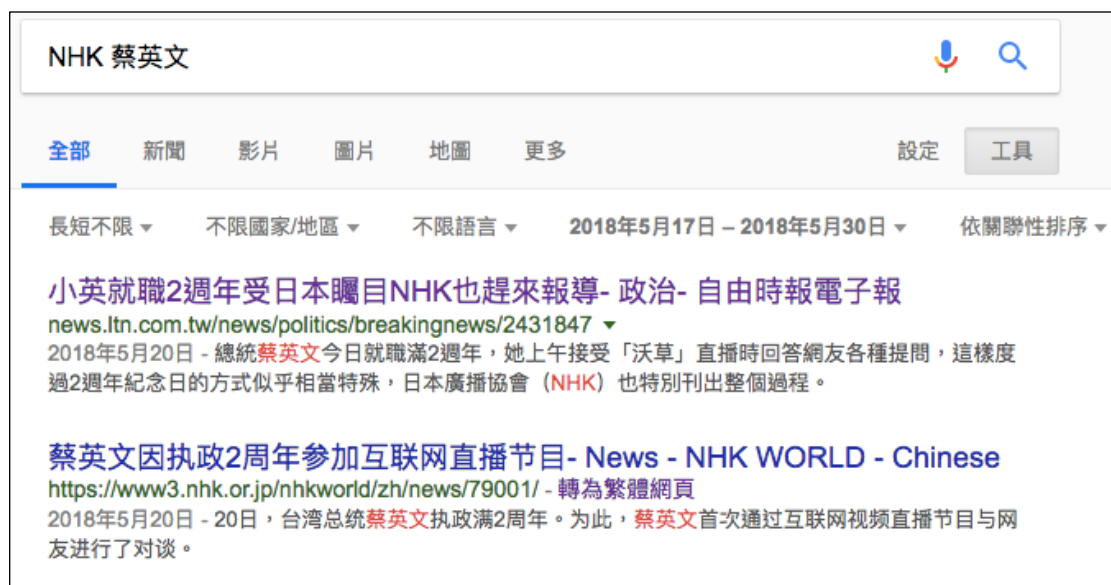 NHK 蔡英文
全部 新聞 影片 圖片 地圖 更多 設定 工具
長短不限 不限國家/地區 不限語言 2018年5月17日 – 2018年5月30日 依關聯性排序
小英就職2週年受日本矚目NHK也趕來報導- 政治- 自由時報電子報
news.ltn.com.tw/news/politics/breakingnews/2431847
2018年5月20日 - 總統蔡英文今日就職滿2週年，她上午接受「沃草」直播時回答網友各種提問，這樣度
過2週年紀念日的方式似乎相當特殊，日本廣播協會（NHK）也特別刊出整個過程。
蔡英文因执政2周年参加互联网直播节目- News - NHK WORLD - Chinese
https://www3.nhk.or.jp/nhkworld/zh/news/79001/ - 轉為繁體網頁
2018年5月20日 - 20日，台湾总统蔡英文执政满2周年。为此，蔡英文首次通过互联网视频直播节目与网
友进行了对谈。